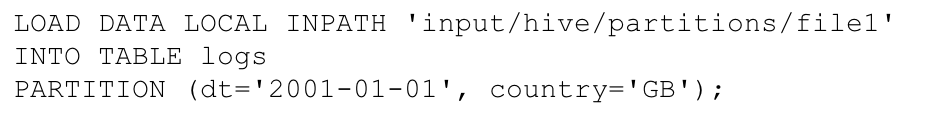 LOAD DATA LOCAL INPATH 'input/hive/partitions/file1'
INTO TABLE logs
PARTITION (dt='2001-01-01', country='GB');